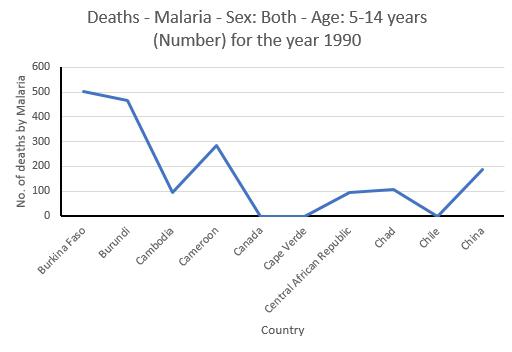 Deaths - Malaria - Sex: Both - Age: 5-14 years
(Number) for the year 1990
600
500
400
300
200
100
0
No. of deaths by Malaria
Burkina Faso
Burundi
Cambodia
Cameroon
Canada
Cape Verde
Central African Republic
Chad
Chile
China
Country